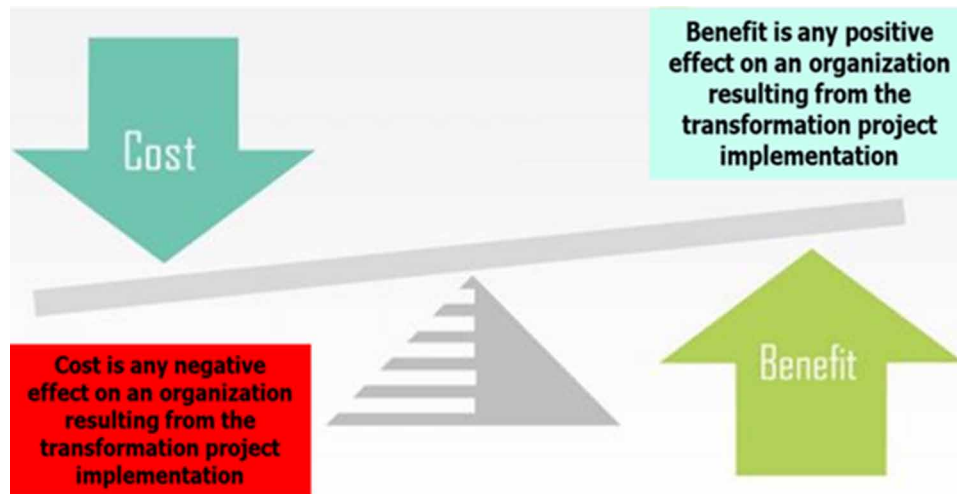 Benefit is any positive
effect on an organization
resulting from the
transformation project
implementation
Cost
Benefit
Cost is any negative
effect on an organization
resulting from the
transformation project
implementation